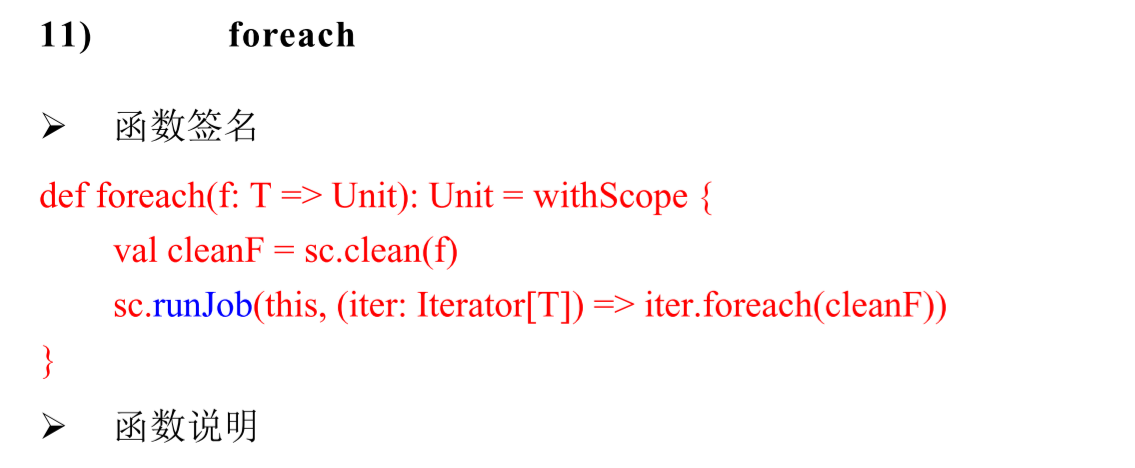 11) foreach
➢ 函数签名
def foreach(f: T => Unit): Unit = withScope {
val cleanF = sc.clean(f)
sc.runJob(this, (iter: Iterator[T]) => iter.foreach(cleanF))
}
➢ 函数说明